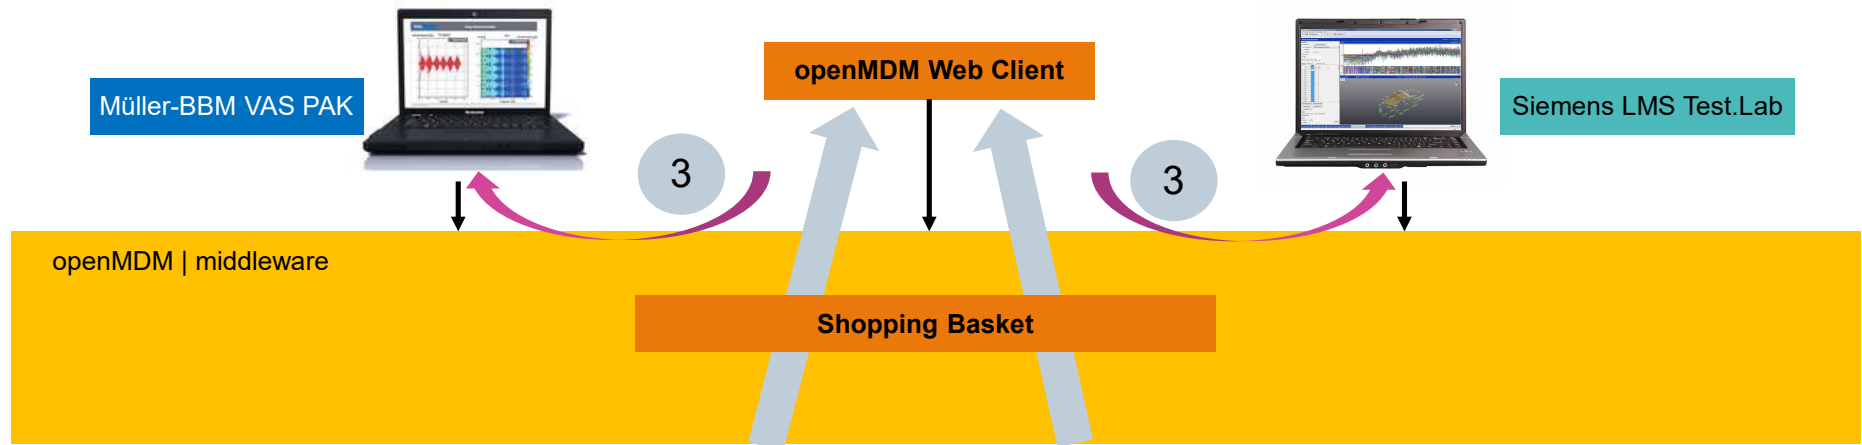 openMDM Web Client
Müller-BBM VAS PAK
Siemens LMS Test.Lab
3
3
openMDM | middleware
Shopping Basket